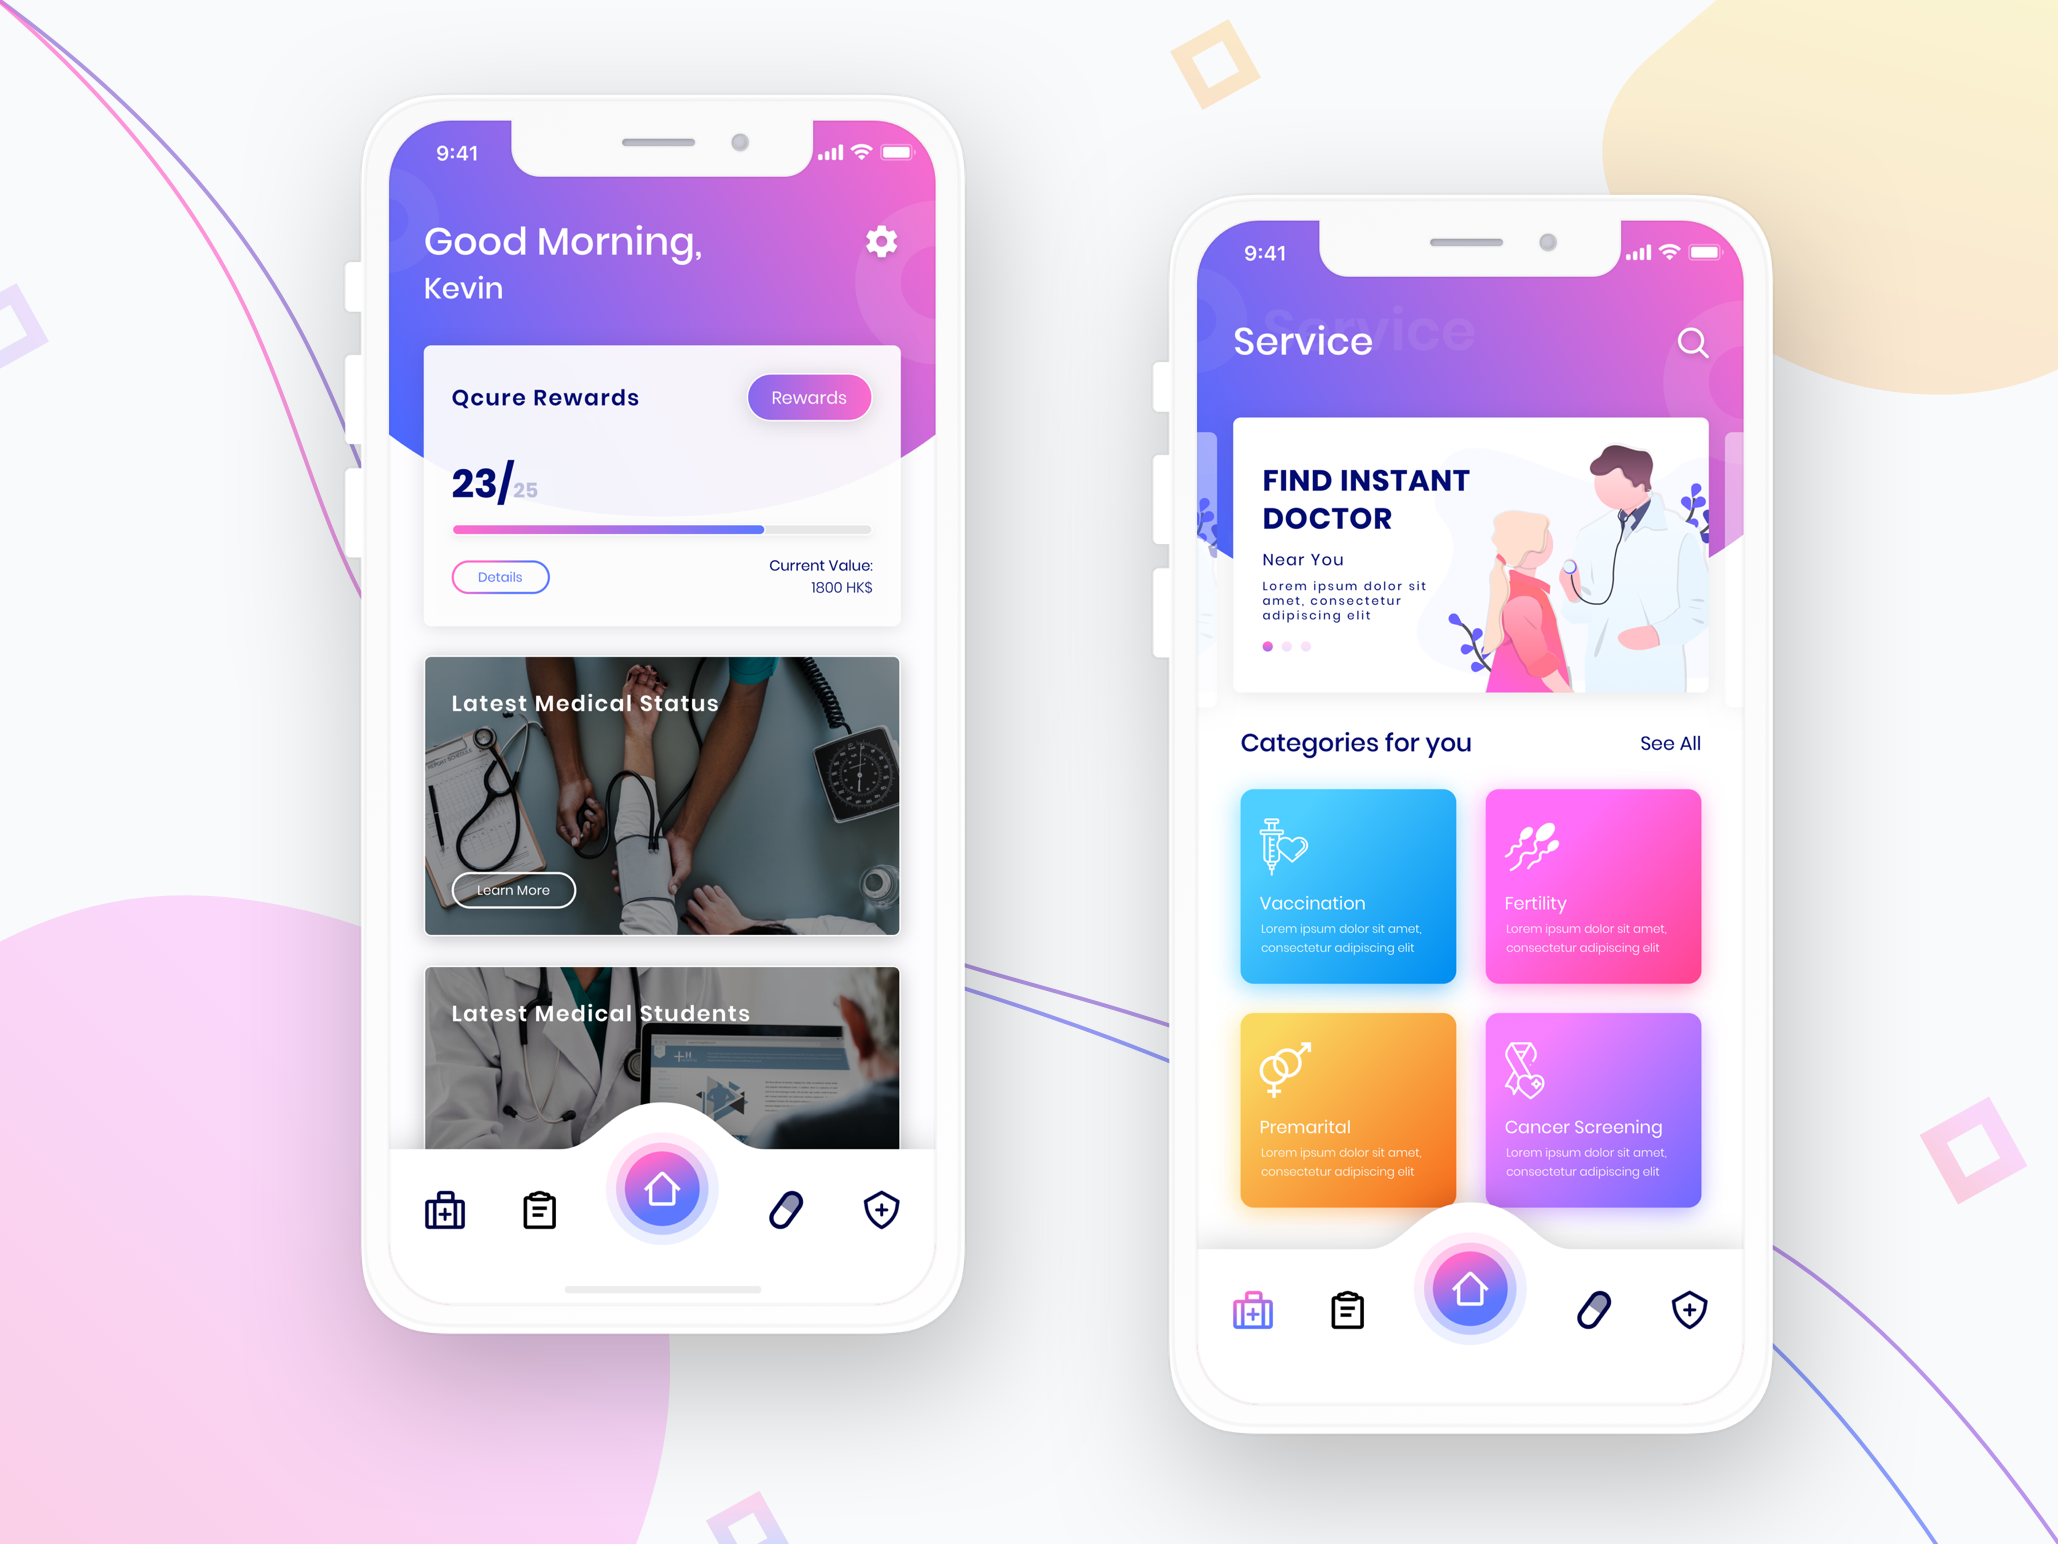 9:41
Good Morning,
Kevin
Qcure Rewards
Rewards
23/25
Details
Current Value:
1800 HK$
Latest Medical Status
Learn More
Latest Medical Students
9:41
Service
Service
FIND INSTANT
DOCTOR
Near You
Lorem ipsum dolor sit
amet, consectetur
adipiscing elit
Categories for you
See All
Vaccination
Lorem ipsum dolor sit amet,
consectetur adipiscing elit
Fertility
Lorem ipsum dolor sit amet,
consectetur adipiscing elit
Premarital
Lorem ipsum dolor sit amet,
consectetur adipiscing elit
Cancer Screening
Lorem ipsum dolor sit amet,
consectetur adipiscing elit